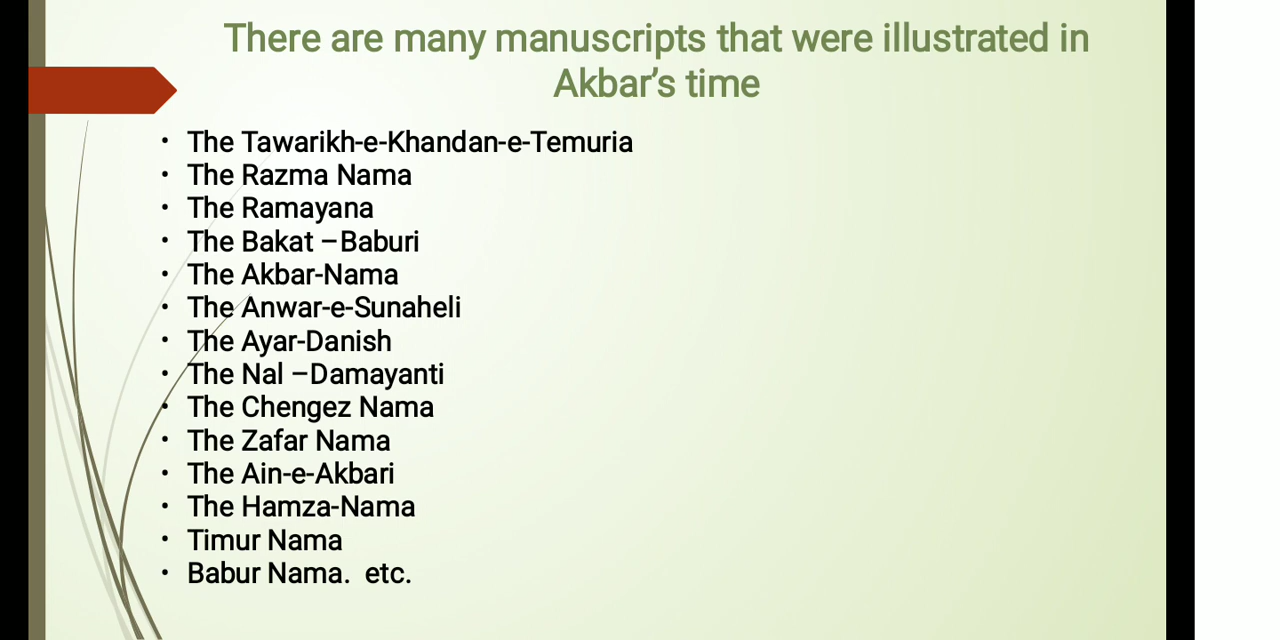 There are many manuscripts that were illustrated in
Akbar's time
• The Tawarikh-e-Khandan-e-Temuria
• The Razma Nama
• The Ramayana
• The Bakat –Baburi
• The Akbar-Nama
• The Anwar-e-Sunaheli
• The Ayar-Danish
• The Nal –Damayanti
• The Chengez Nama
• The Zafar Nama
• The Ain-e-Akbari
• The Hamza-Nama
• Timur Nama
• Babur Nama.  etc.